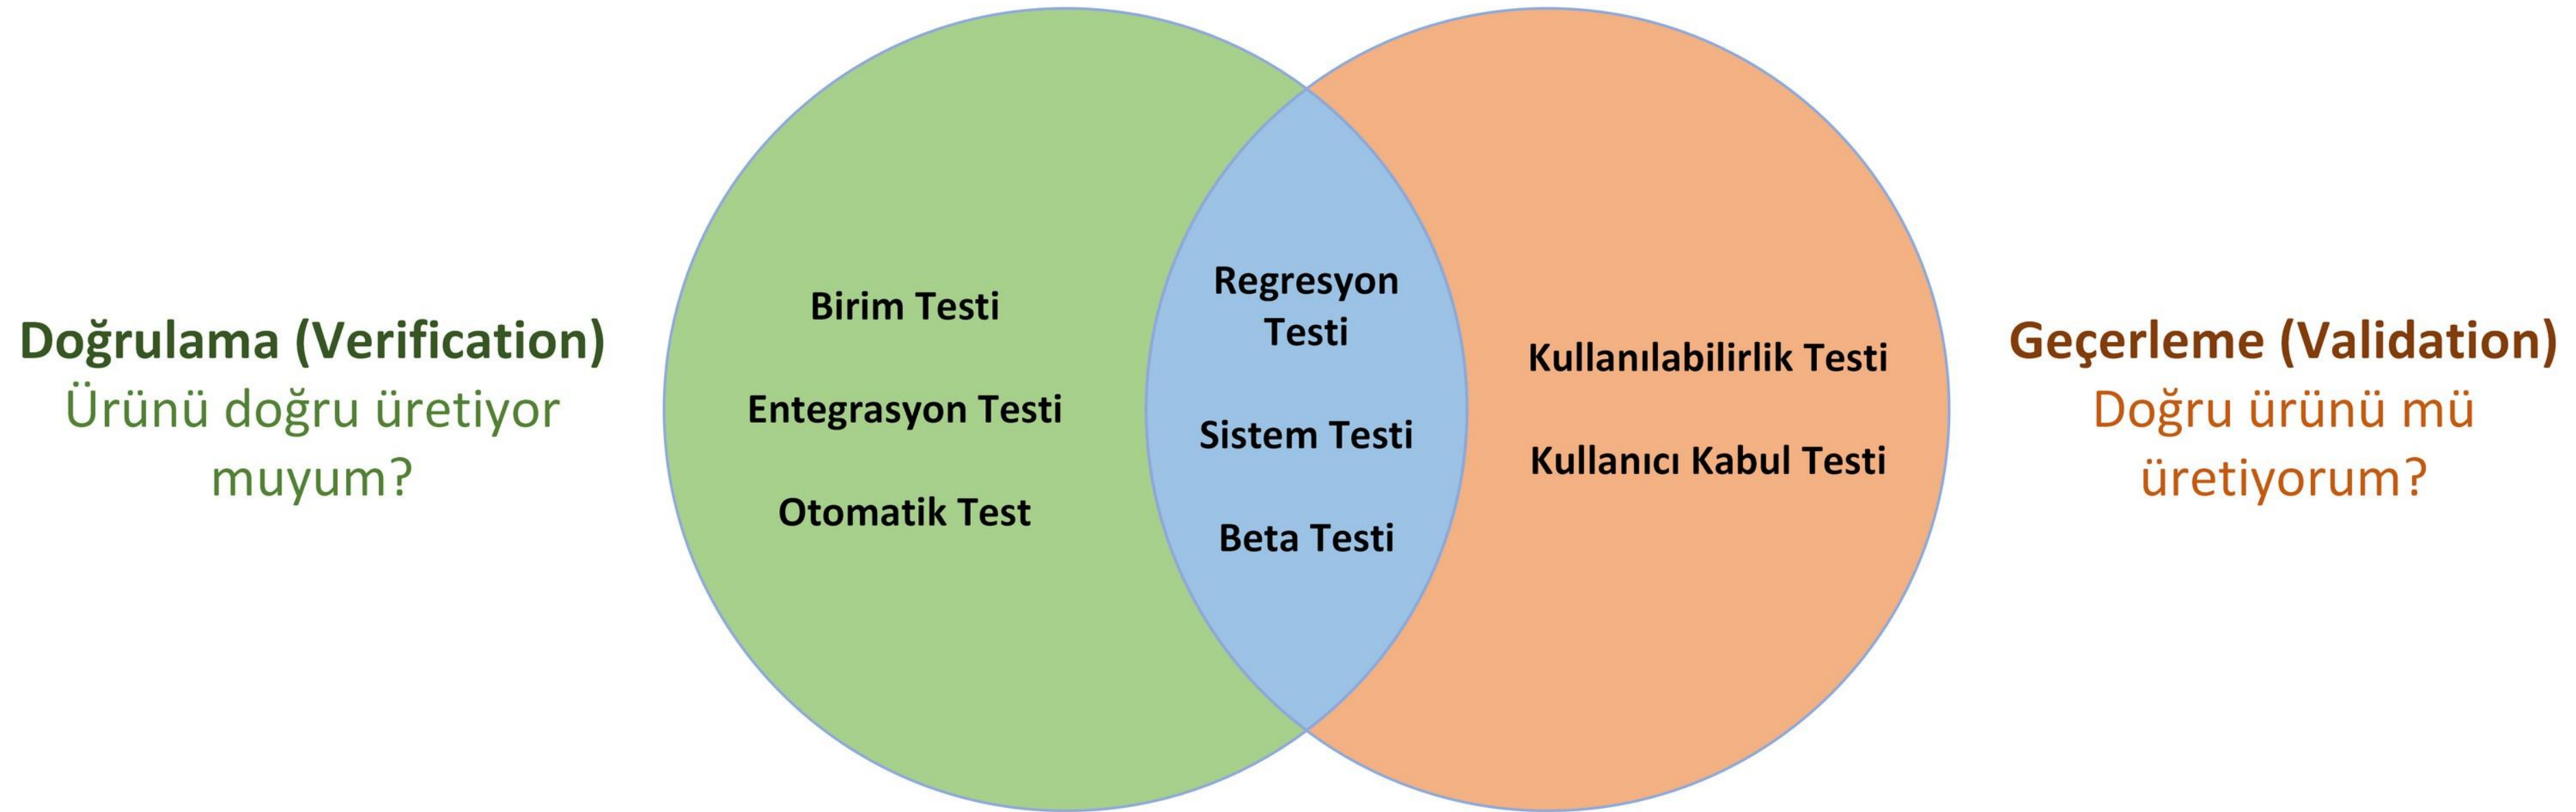 Doğrulama (Verification)
Ürünü doğru üretiyor
muyum?
Birim Testi
Entegrasyon Testi
Otomatik Test
Regresyon
Testi
Sistem Testi
Beta Testi
Kullanılabilirlik Testi
Kullanıcı Kabul Testi
Geçerleme (Validation)
Doğru ürünü mü
üretiyorum?